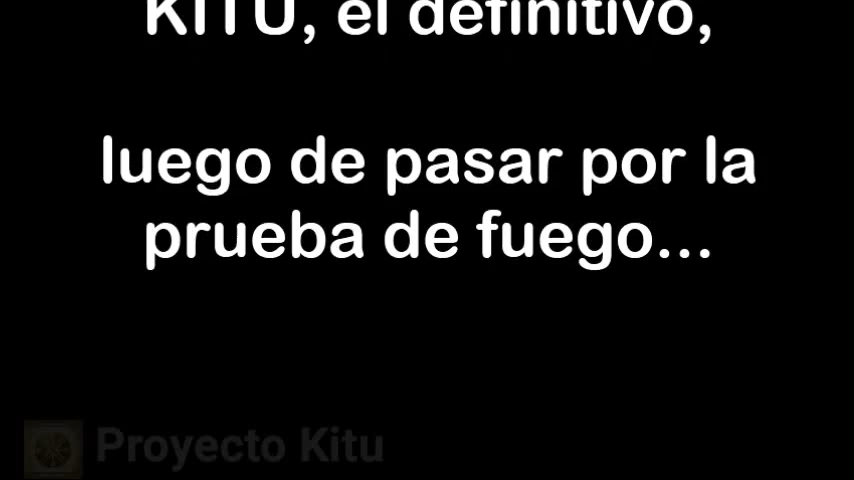 KITU, el definitivo,
luego de pasar por la
prueba de fuego...
Proyecto Kitu